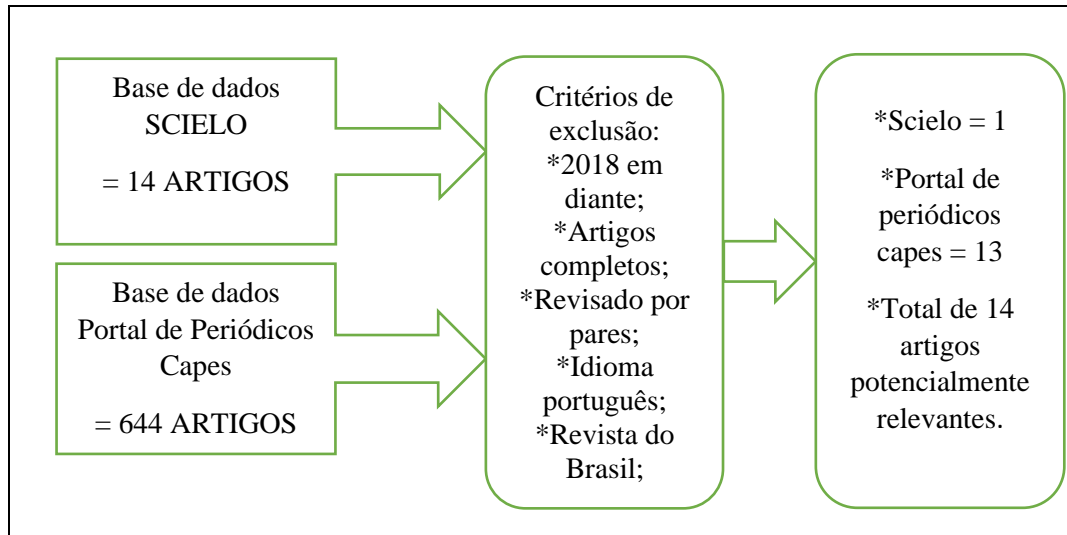 Base de dados
SCIELO
= 14 ARTIGOS
Base de dados
Portal de Periódicos
Capes
= 644 ARTIGOS
Critérios de
exclusão:
*2018 em
diante;
*Artigos
completos;
*Revisado por
pares;
*Idioma
português;
*Revista do
Brasil;
*Scielo = 1
*Portal de
periódicos
capes = 13
*Total de 14
artigos
potencialmente
relevantes.